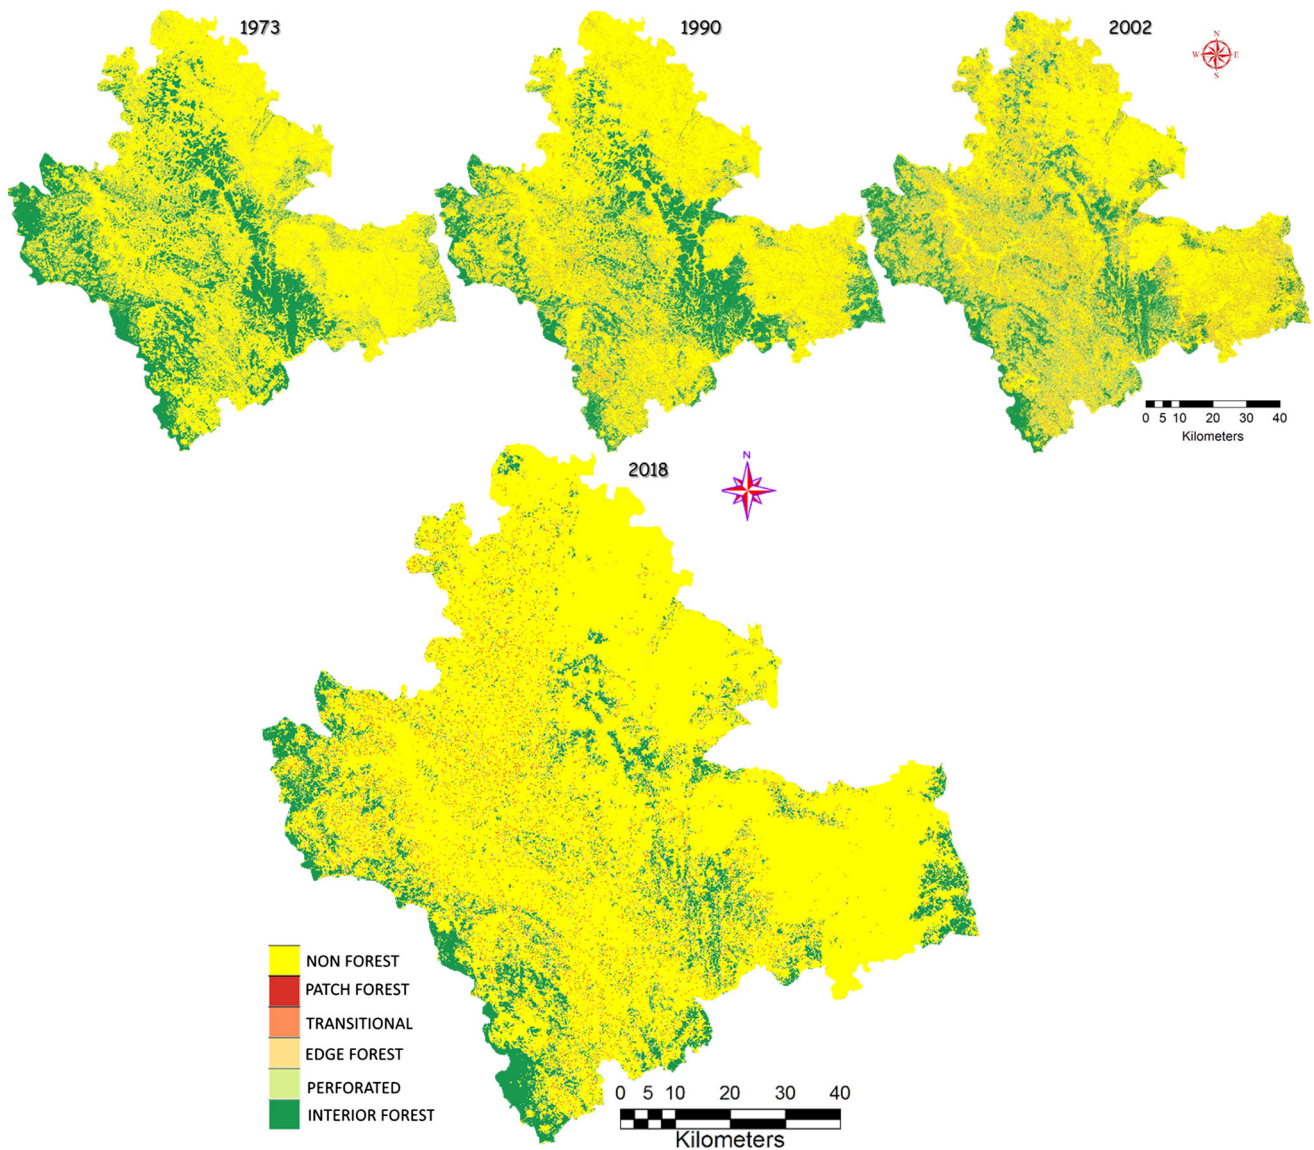 1973
1990
2002
N
W E
S
0 5 10 20 30 40
Kilometers
2018
N
NON FOREST
PATCH FOREST
TRANSITIONAL
EDGE FOREST
PERFORATED
INTERIOR FOREST
0 5 10 20 30 40
Kilometers